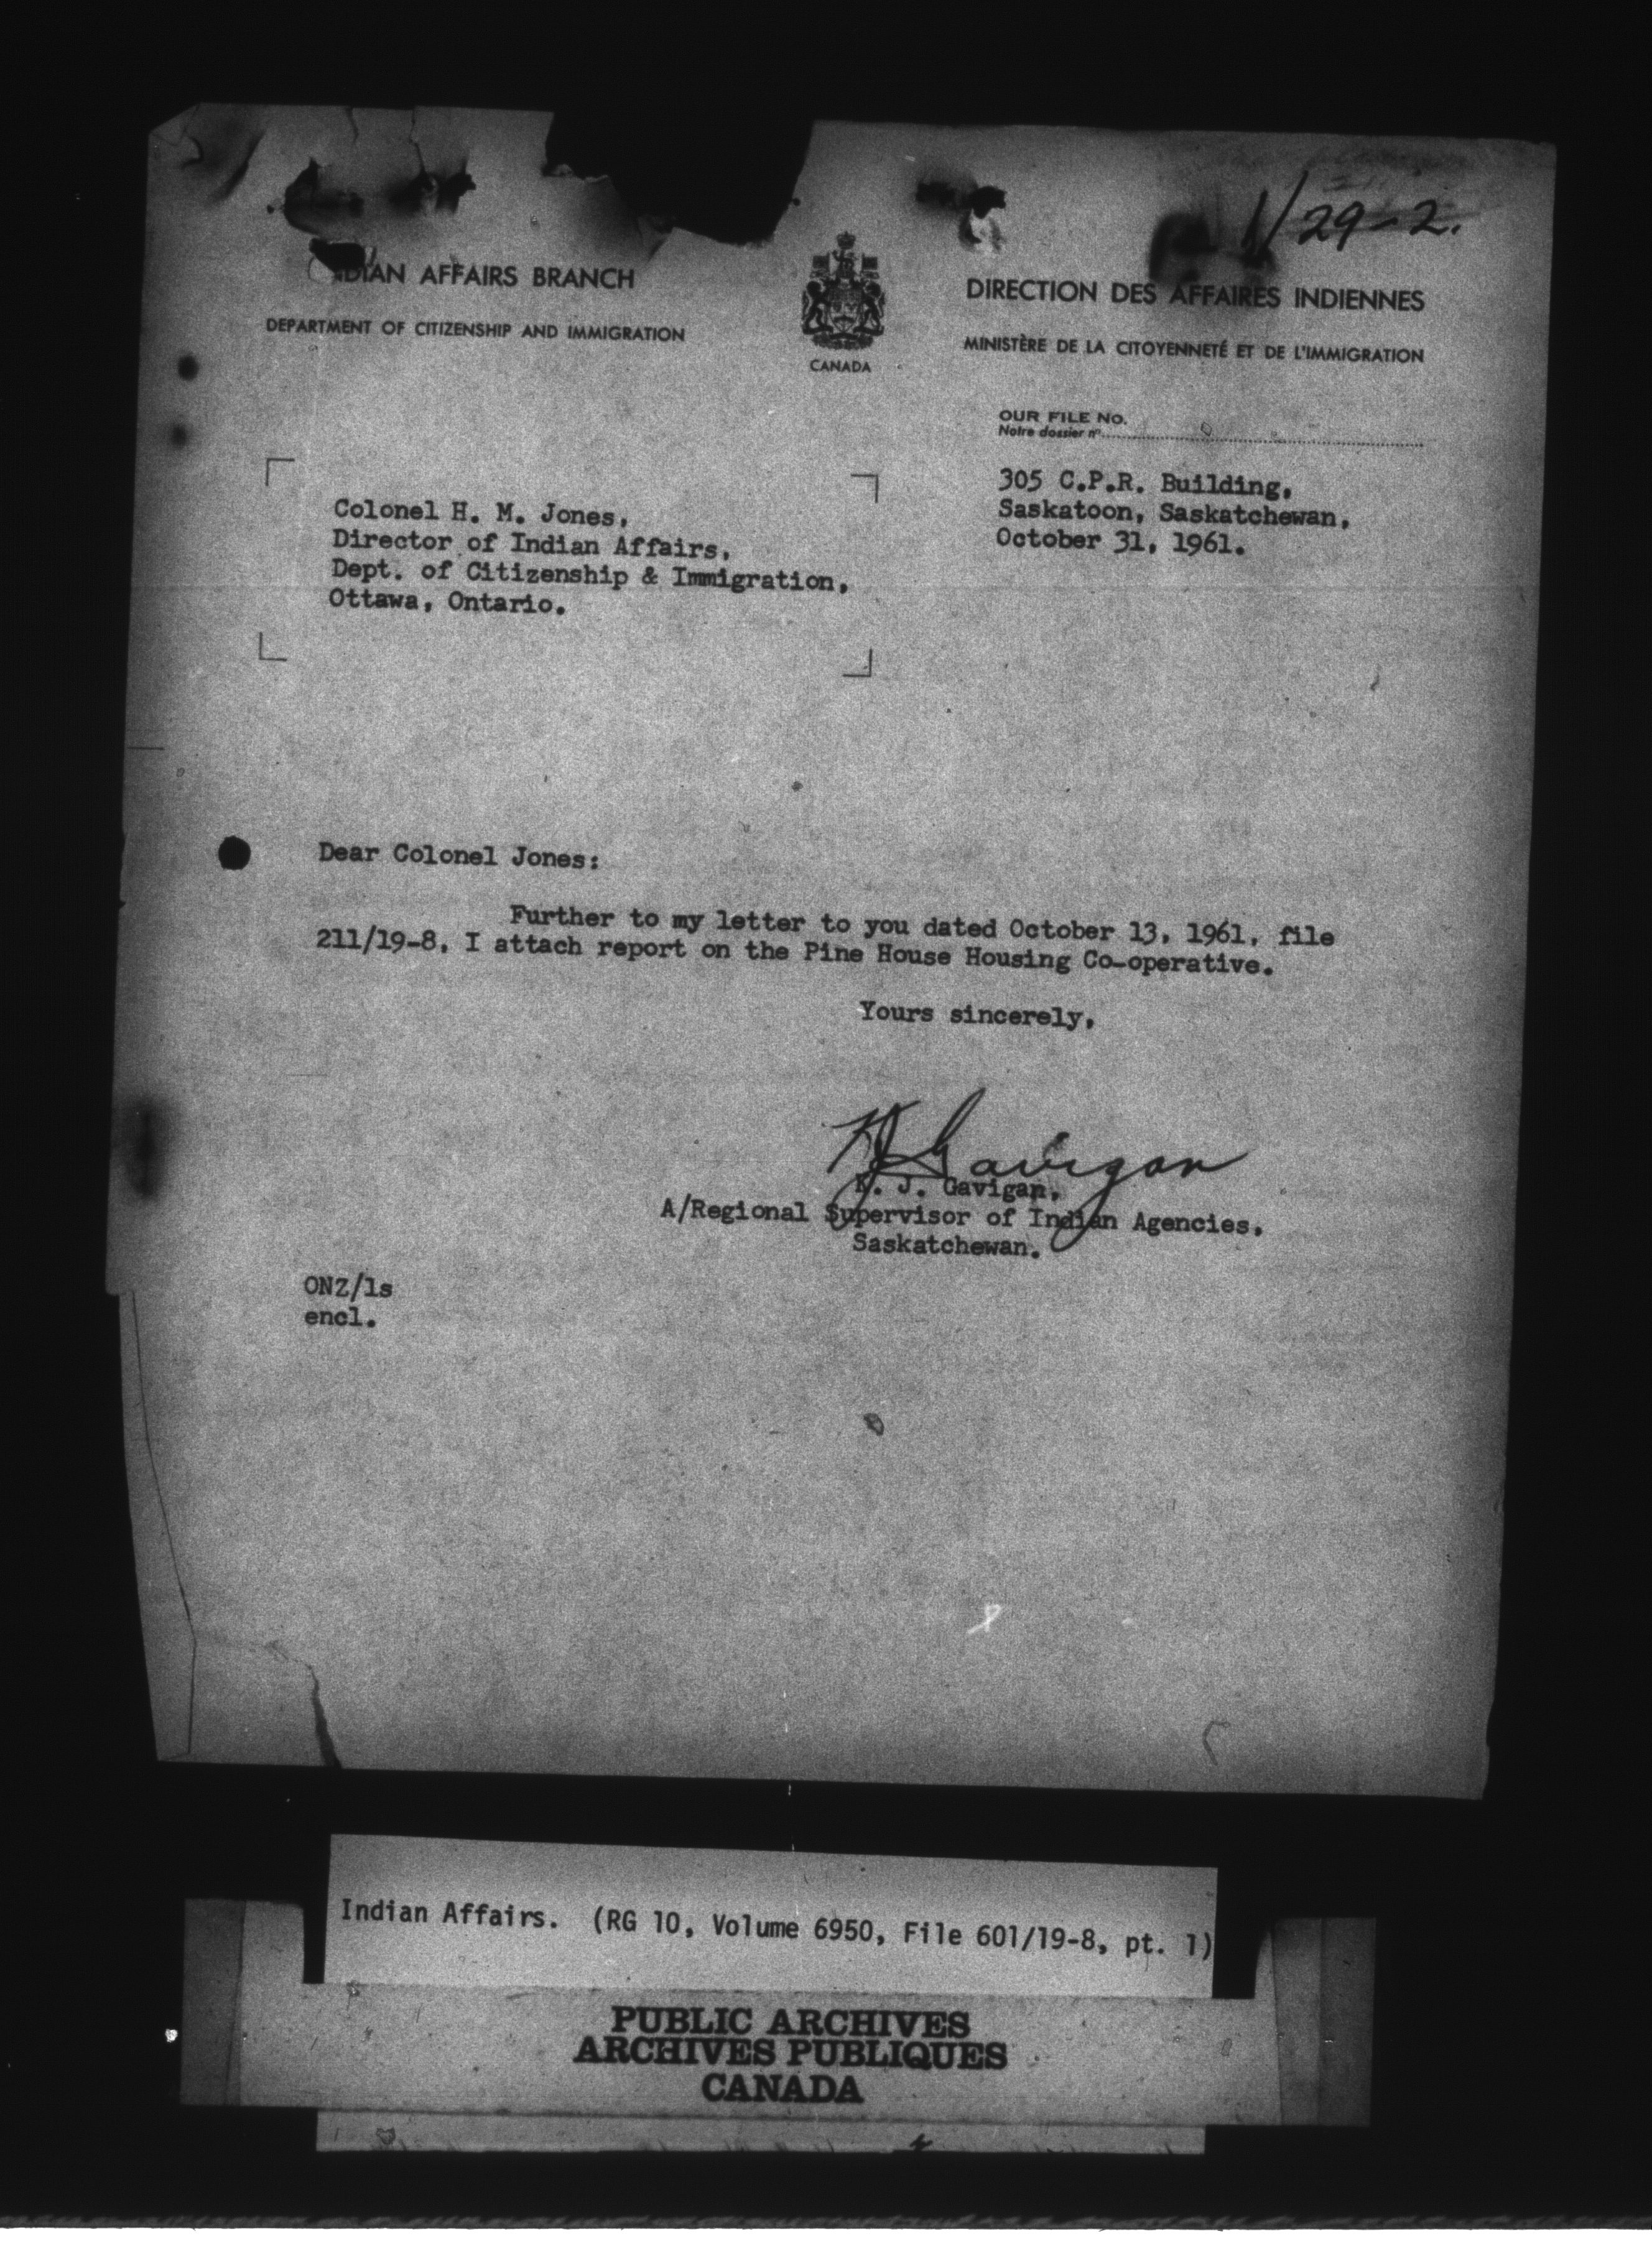 1/29-2.
INDIAN AFFAIRS BRANCH
DEPARTMENT OF CITIZENSHIP AND IMMIGRATION
CANADA
DIRECTION DES AFFAIRES INDIENNES
MINISTÈRE DE LA CITOYENNETÉ ET DE L'IMMIGRATION
OUR FILE NO.
Notre dossier nº
305 C.P.R. Building,
Saskatoon, Saskatchewan,
October 31, 1961.
Colonel H. M. Jones,
Director of Indian Affairs,
Dept. of Citizenship & Immigration,
Ottawa, Ontario.
Dear Colonel Jones:
Further to my letter to you dated October 13, 1961, file
211/19-8, I attach report on the Pine House Housing Co-operative.
Yours sincerely,
Gavigan
J. Gavigan,
A/Regional Supervisor of Indian Agencies,
Saskatchewan.
ONZ/ls
encl.
Indian Affairs. (RG 10, Volume 6950, File 601/19-8, pt. 1)
PUBLIC ARCHIVES
ARCHIVES PUBLIQUES
CANADA